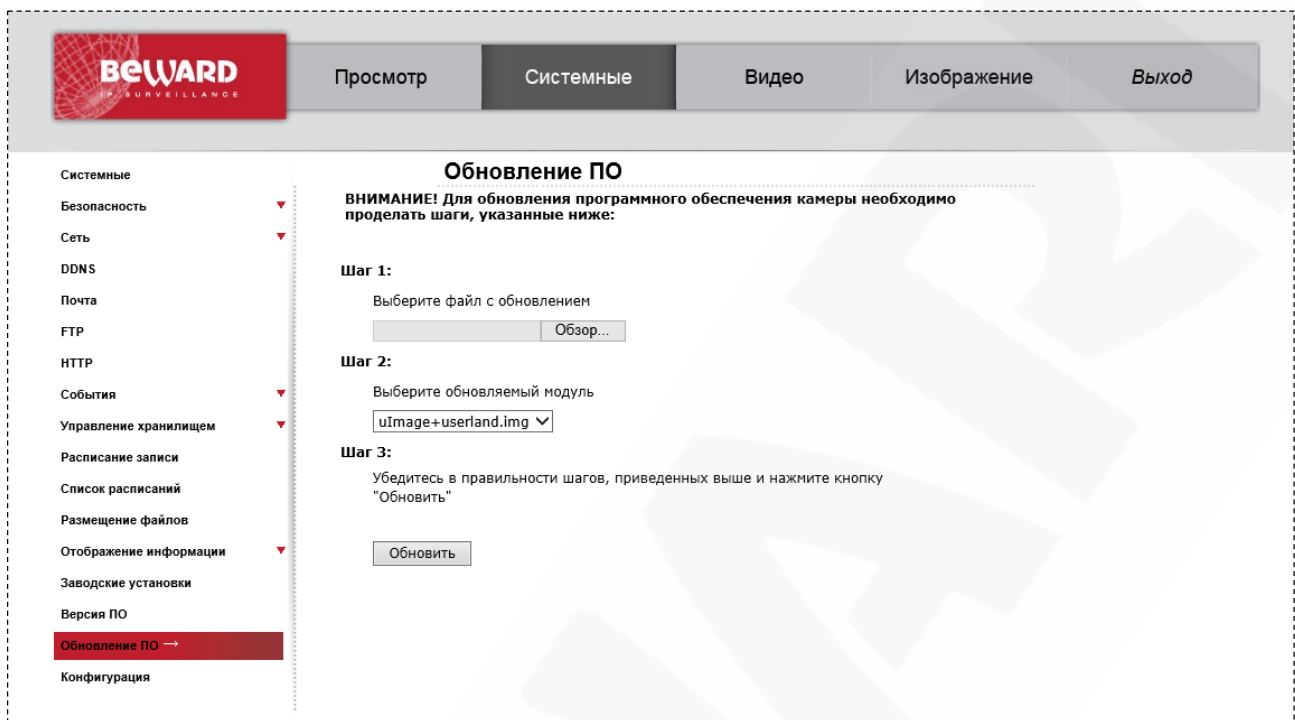 BEWARD
IP SURVEILLANCE
Просмотр
Системные
Видео
Изображение
Выход
Системные
Безопасность
Сеть
DDNS
Почта
FTP
HTTP
События
Управление хранилищем
Расписание записи
Список расписаний
Размещение файлов
Отображение информации
Заводские установки
Версия ПО
Обновление ПО →
Конфигурация
Обновление ПО
ВНИМАНИЕ! Для обновления программного обеспечения камеры необходимо
проделать шаги, указанные ниже:
Шаг 1:
Выберите файл с обновлением
Обзор...
Шаг 2:
Выберите обновляемый модуль
uImage+userland.img
Шаг 3:
Убедитесь в правильности шагов, приведенных выше и нажмите кнопку
"Обновить"
Обновить